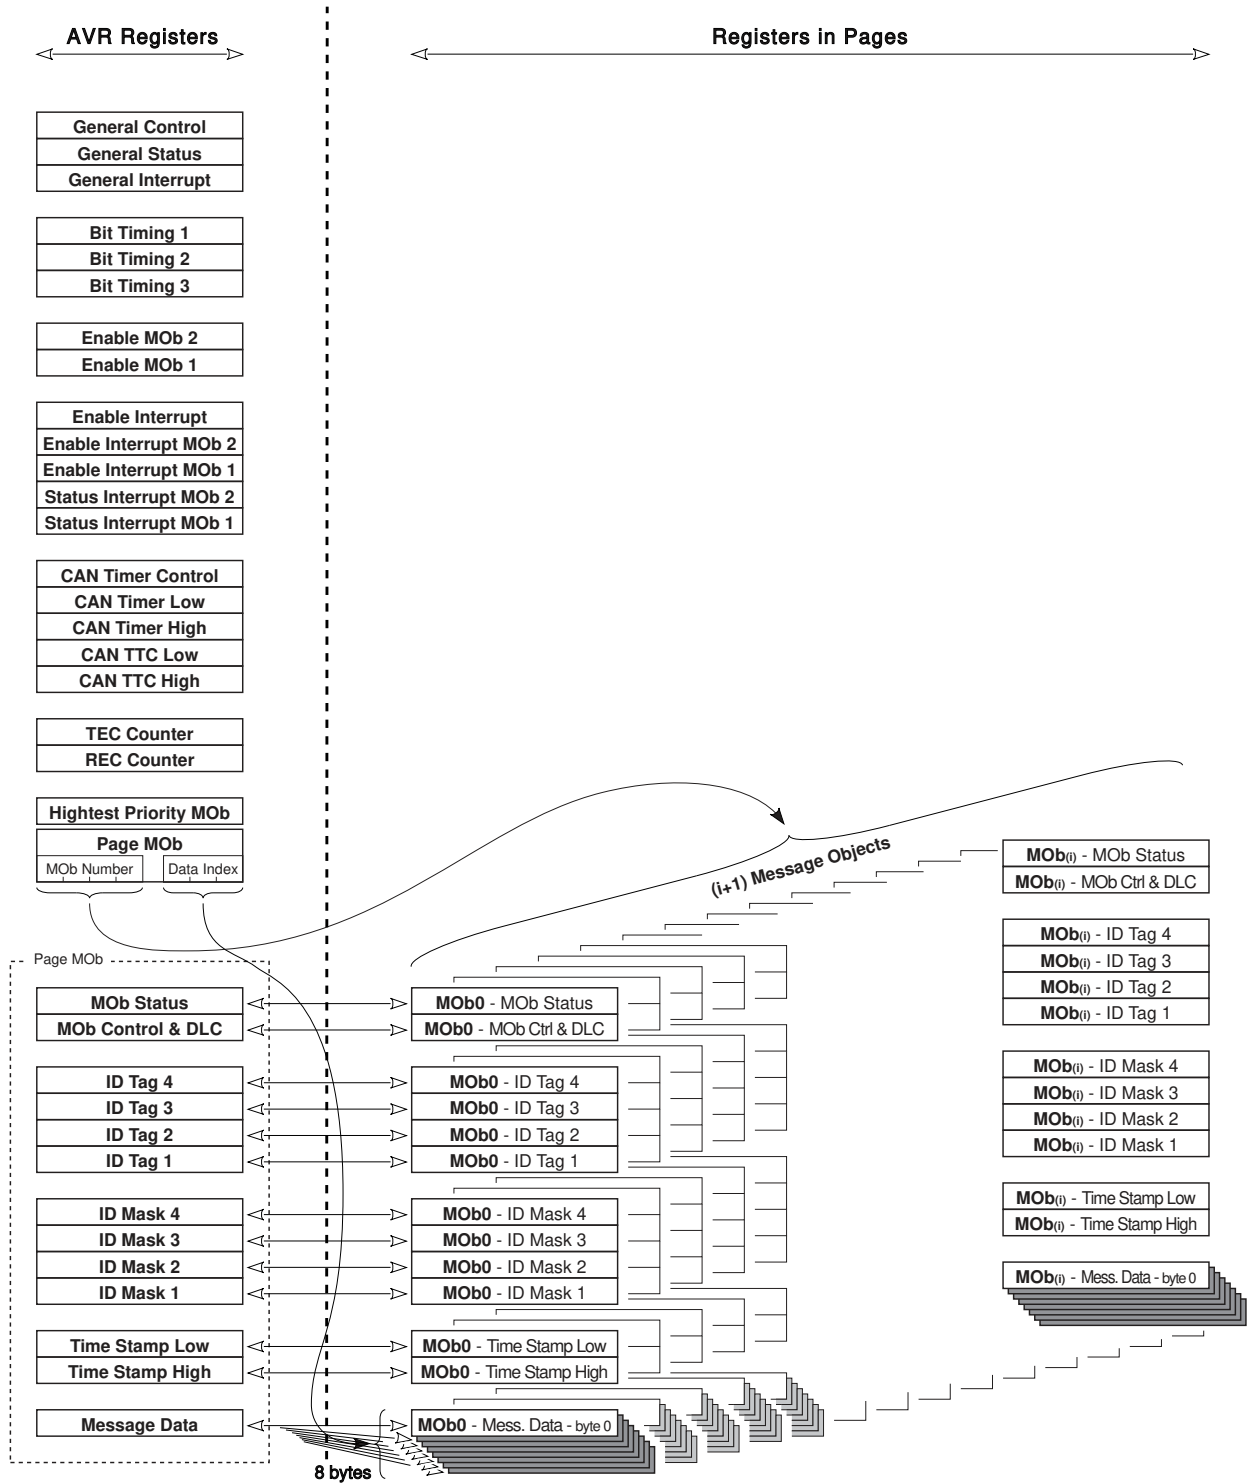 AVR Registers
Registers in Pages
General Control
General Status
General Interrupt
Bit Timing 1
Bit Timing 2
Bit Timing 3
Enable MOb 2
Enable MOb 1
Enable Interrupt
Enable Interrupt MOb 2
Enable Interrupt MOb 1
Status Interrupt MOb 2
Status Interrupt MOb 1
CAN Timer Control
CAN Timer Low
CAN Timer High
CAN TTC Low
CAN TTC High
TEC Counter
REC Counter
Hightest Priority MOb
Page MOb
MOb Number
Data Index
Page MOb
MOb Status
MOb Control & DLC
ID Tag 4
ID Tag 3
ID Tag 2
ID Tag 1
ID Mask 4
ID Mask 3
ID Mask 2
ID Mask 1
Time Stamp Low
Time Stamp High
Message Data
8 bytes
(i+1) Message Objects
MOb0 - MOb Status
MOb0 - MOb Ctrl & DLC
MOb0 - ID Tag 4
MOb0 - ID Tag 3
MOb0 - ID Tag 2
MOb0 - ID Tag 1
MOb0 - ID Mask 4
MOb0 - ID Mask 3
MOb0 - ID Mask 2
MOb0 - ID Mask 1
MOb0 - Time Stamp Low
MOb0 - Time Stamp High
MOb0 - Mess. Data - byte 0
MOb(i) - MOb Status
MOb(i) - MOb Ctrl & DLC
MOb(i) - ID Tag 4
MOb(i) - ID Tag 3
MOb(i) - ID Tag 2
MOb(i) - ID Tag 1
MOb(i) - ID Mask 4
MOb(i) - ID Mask 3
MOb(i) - ID Mask 2
MOb(i) - ID Mask 1
MOb(i) - Time Stamp Low
MOb(i) - Time Stamp High
MOb(i) - Mess. Data - byte 0